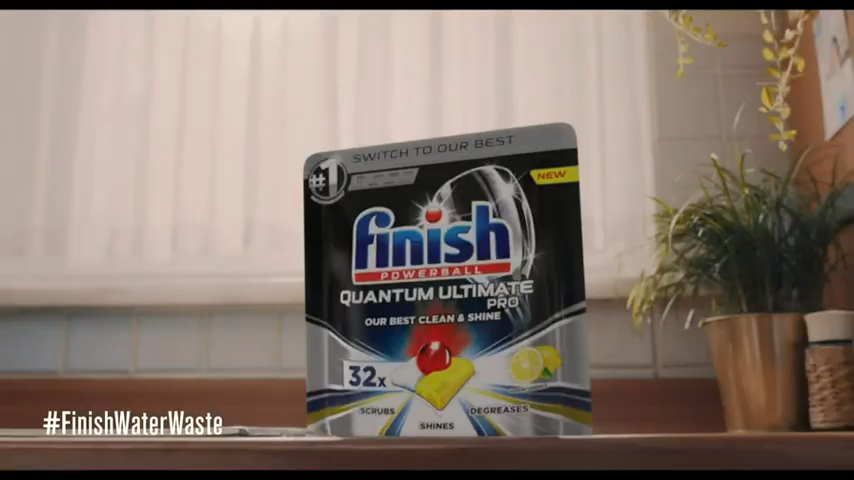 SWITCH TO OUR BEST
#1
NEW
finish
POWERBALL
QUANTUM ULTIMATE
PRO
OUR BEST CLEAN & SHINE
32x
SCRUBS
SHINES
DEGREASES
#FinishWaterWaste